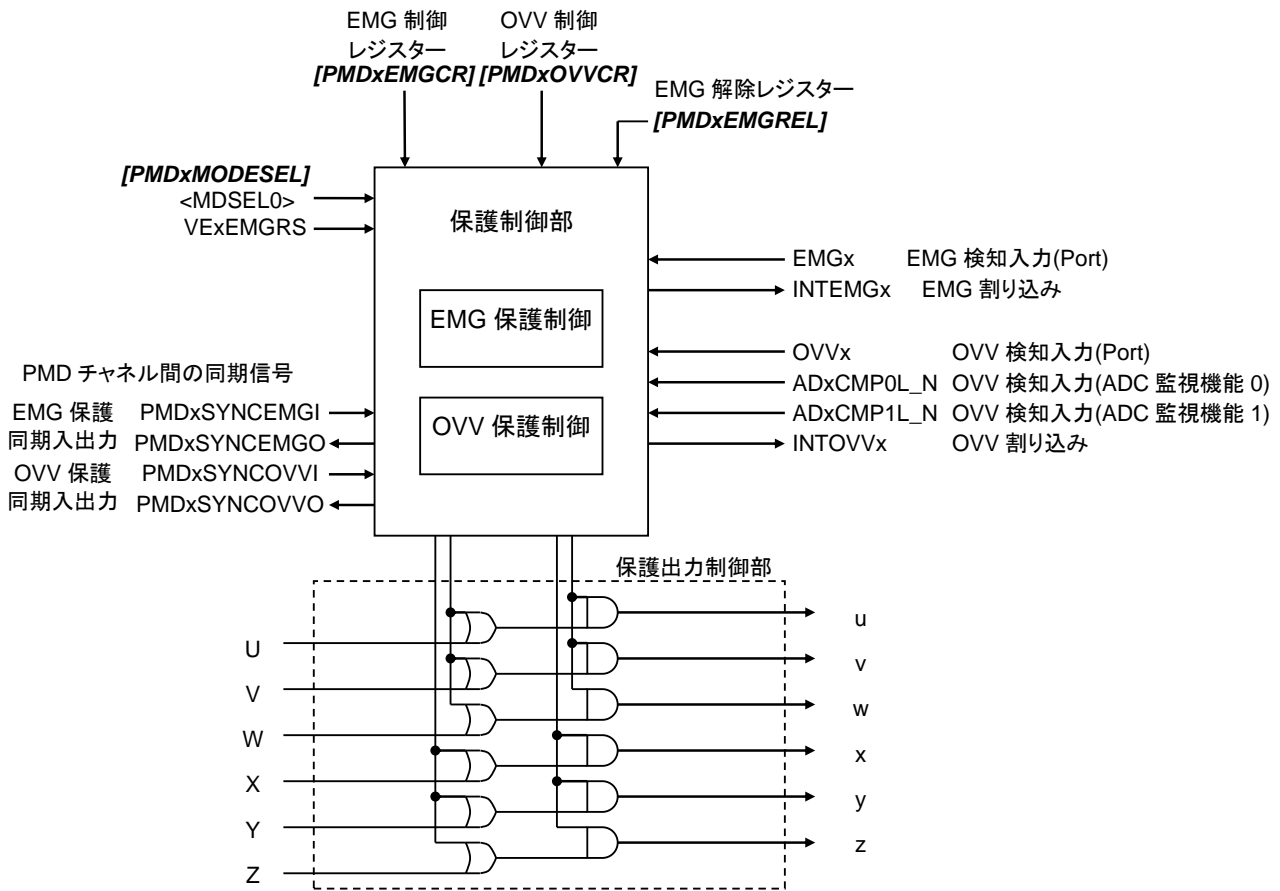 EMG 制御
レジスター
[PMDxEMGCR]
OVV 制御
レジスター
[PMDxOVVCR]
EMG 解除レジスター
[PMDxEMGREL]
[PMDxMODESEL]
<MDSEL0>
VExEMGRS
保護制御部
EMG 保護制御
OVV 保護制御
EMGx EMG 検知入力(Port)
INTEMGx EMG 割り込み
OVVx OVV 検知入力(Port)
ADxCMP0L_N OVV 検知入力(ADC 監視機能 0)
ADxCMP1L_N OVV 検知入力(ADC 監視機能 1)
INTOVVx OVV 割り込み
PMD チャネル間の同期信号
EMG 保護 PMDxSYNCEMGI
同期入出力 PMDxSYNCEMGO
OVV 保護 PMDxSYNCOVVI
同期入出力 PMDxSYNCOVVO
保護出力制御部
U
V
W
X
Y
Z
u
v
w
x
y
z